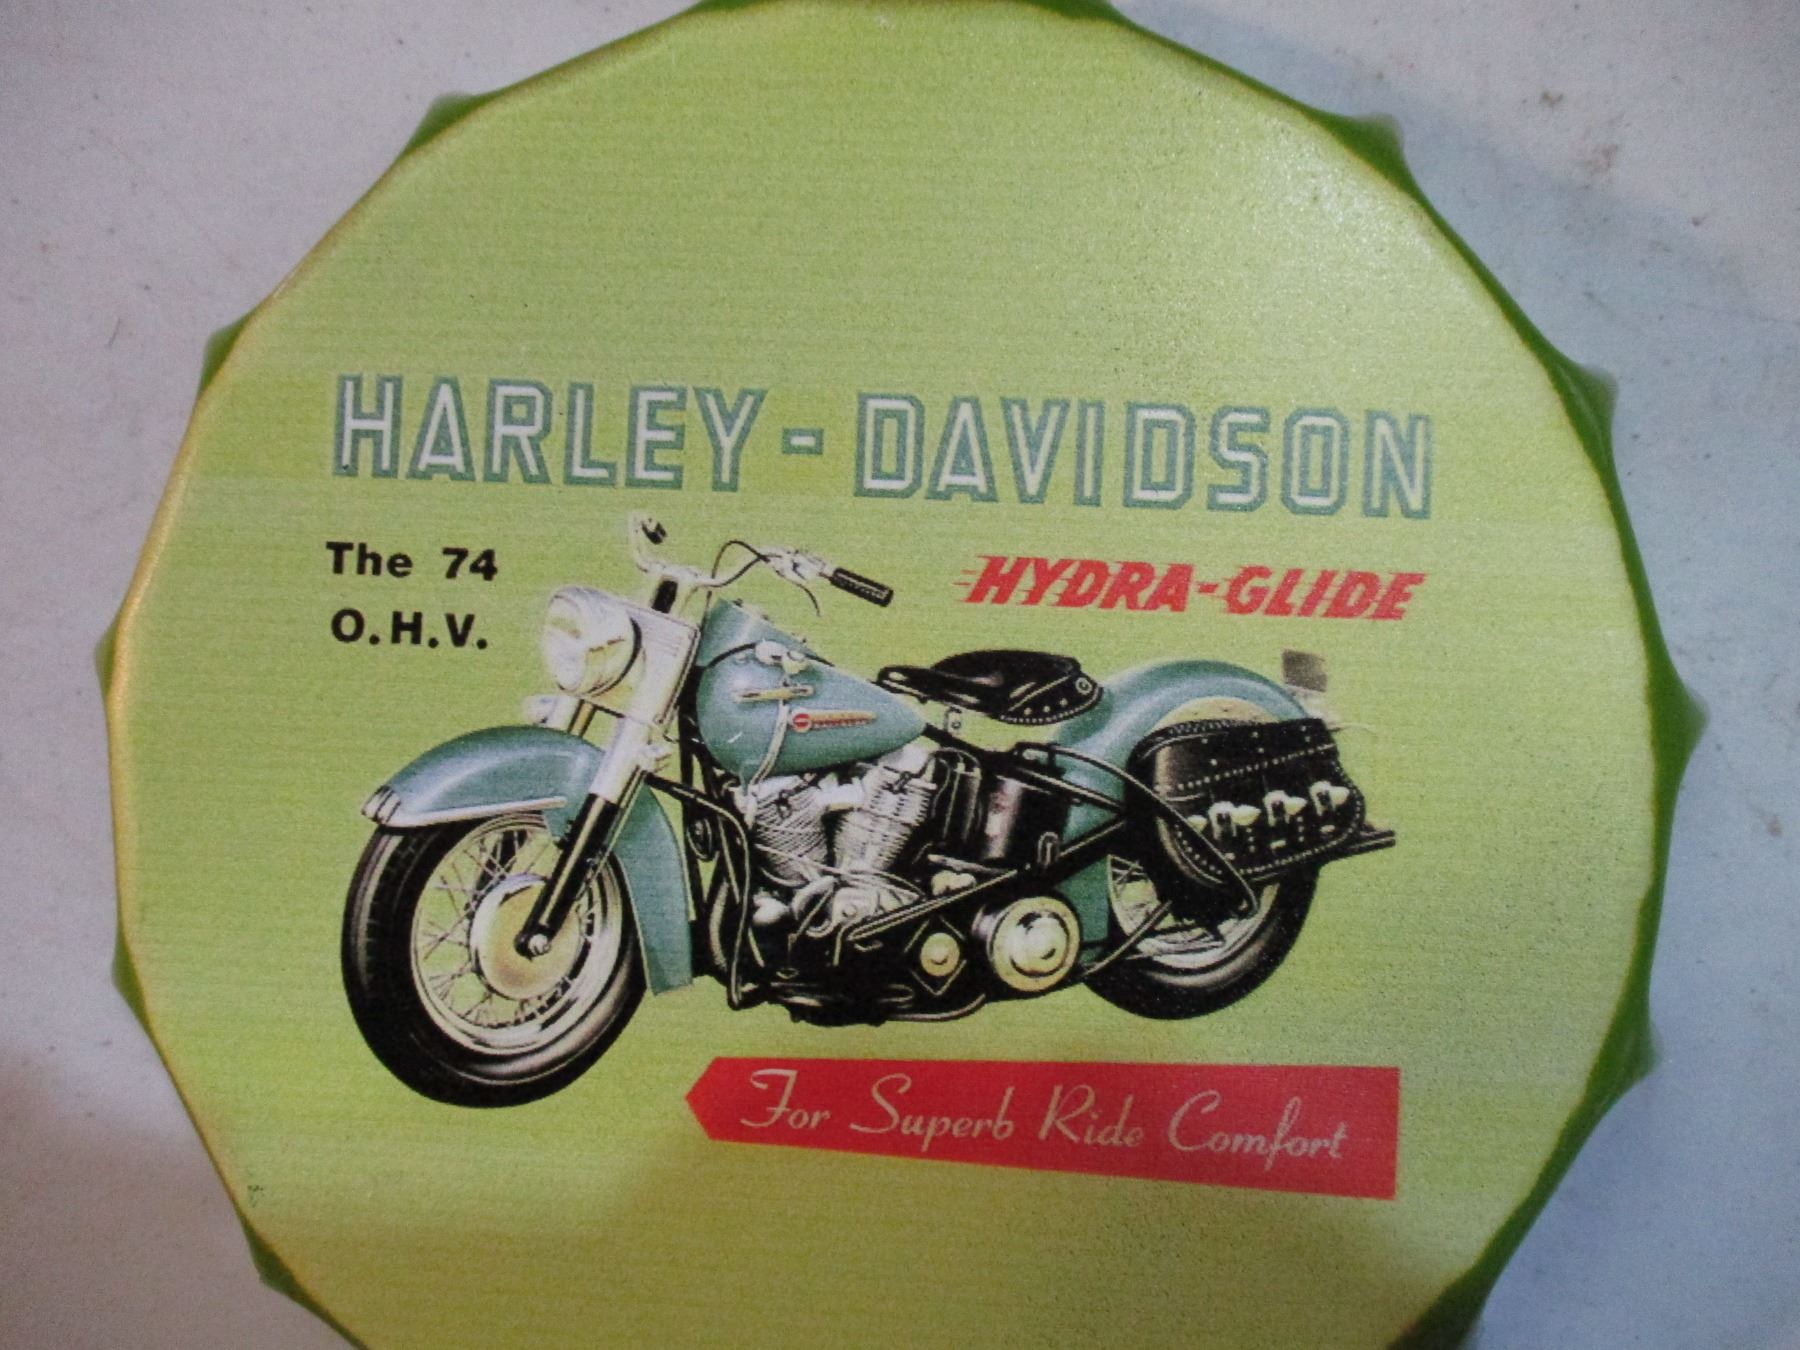 HARLEY-DAVIDSON
The 74
O.H.V.
HYDRA-GLIDE
For Superb Ride Comfort